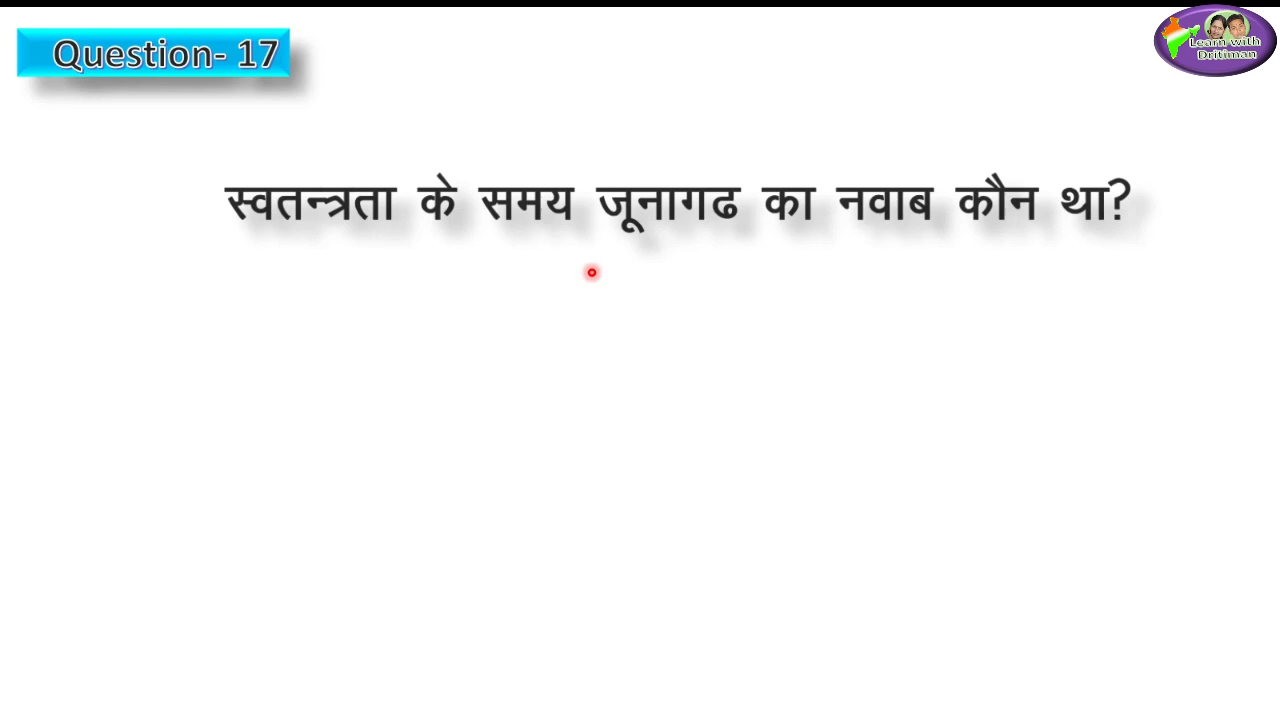 Question- 17
Learn with
Dritiman
स्वतन्त्रता के समय जूनागढ का नवाब कौन था?